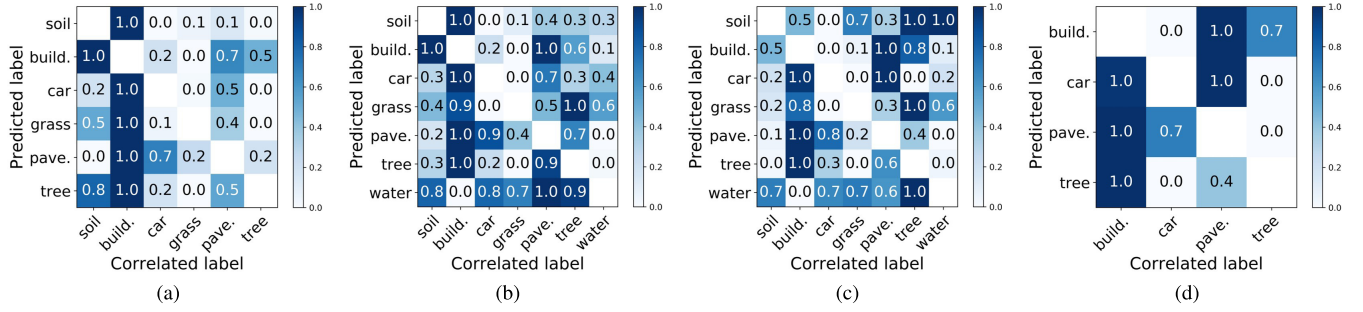 Predicted label
soil 1.0 0.0 0.1 0.1 0.0
build. 1.0 0.2 0.0 0.7 0.5
car 0.2 1.0 0.0 0.5 0.0
grass 0.5 1.0 0.1 0.4 0.0
pave. 0.0 1.0 0.7 0.2 0.2
tree 0.8 1.0 0.2 0.0 0.5
soil build. car grass pave. tree
Correlated label
1.0
0.8
0.6
0.4
0.2
0.0
(a)
Predicted label
soil 1.0 0.0 0.1 0.4 0.3 0.3
build. 1.0 0.2 0.0 1.0 0.6 0.1
car 0.3 1.0 0.0 0.7 0.3 0.4
grass 0.4 0.9 0.0 0.5 1.0 0.6
pave. 0.2 1.0 0.9 0.4 0.7 0.0
tree 0.3 1.0 0.2 0.0 0.9 0.0
water 0.8 0.0 0.8 0.7 1.0 0.9
soil build. car grass pave. tree water
Correlated label
1.0
0.8
0.6
0.4
0.2
0.0
(b)
Predicted label
soil 0.5 0.0 0.7 0.3 1.0 1.0
build. 0.5 0.0 0.1 1.0 0.8 0.1
car 0.2 1.0 0.0 1.0 0.0 0.2
grass 0.2 0.8 0.0 0.3 1.0 0.6
pave. 0.1 1.0 0.8 0.2 0.4 0.0
tree 0.0 1.0 0.3 0.0 0.6 0.0
water 0.7 0.0 0.7 0.7 0.6 1.0
soil build. car grass pave. tree water
Correlated label
1.0
0.8
0.6
0.4
0.2
0.0
(c)
Predicted label
build. 0.0 1.0 0.7
car 1.0 1.0 0.0
pave. 1.0 0.7 0.0
tree 1.0 0.0 0.4
build. car pave. tree
Correlated label
1.0
0.8
0.6
0.4
0.2
0.0
(d)